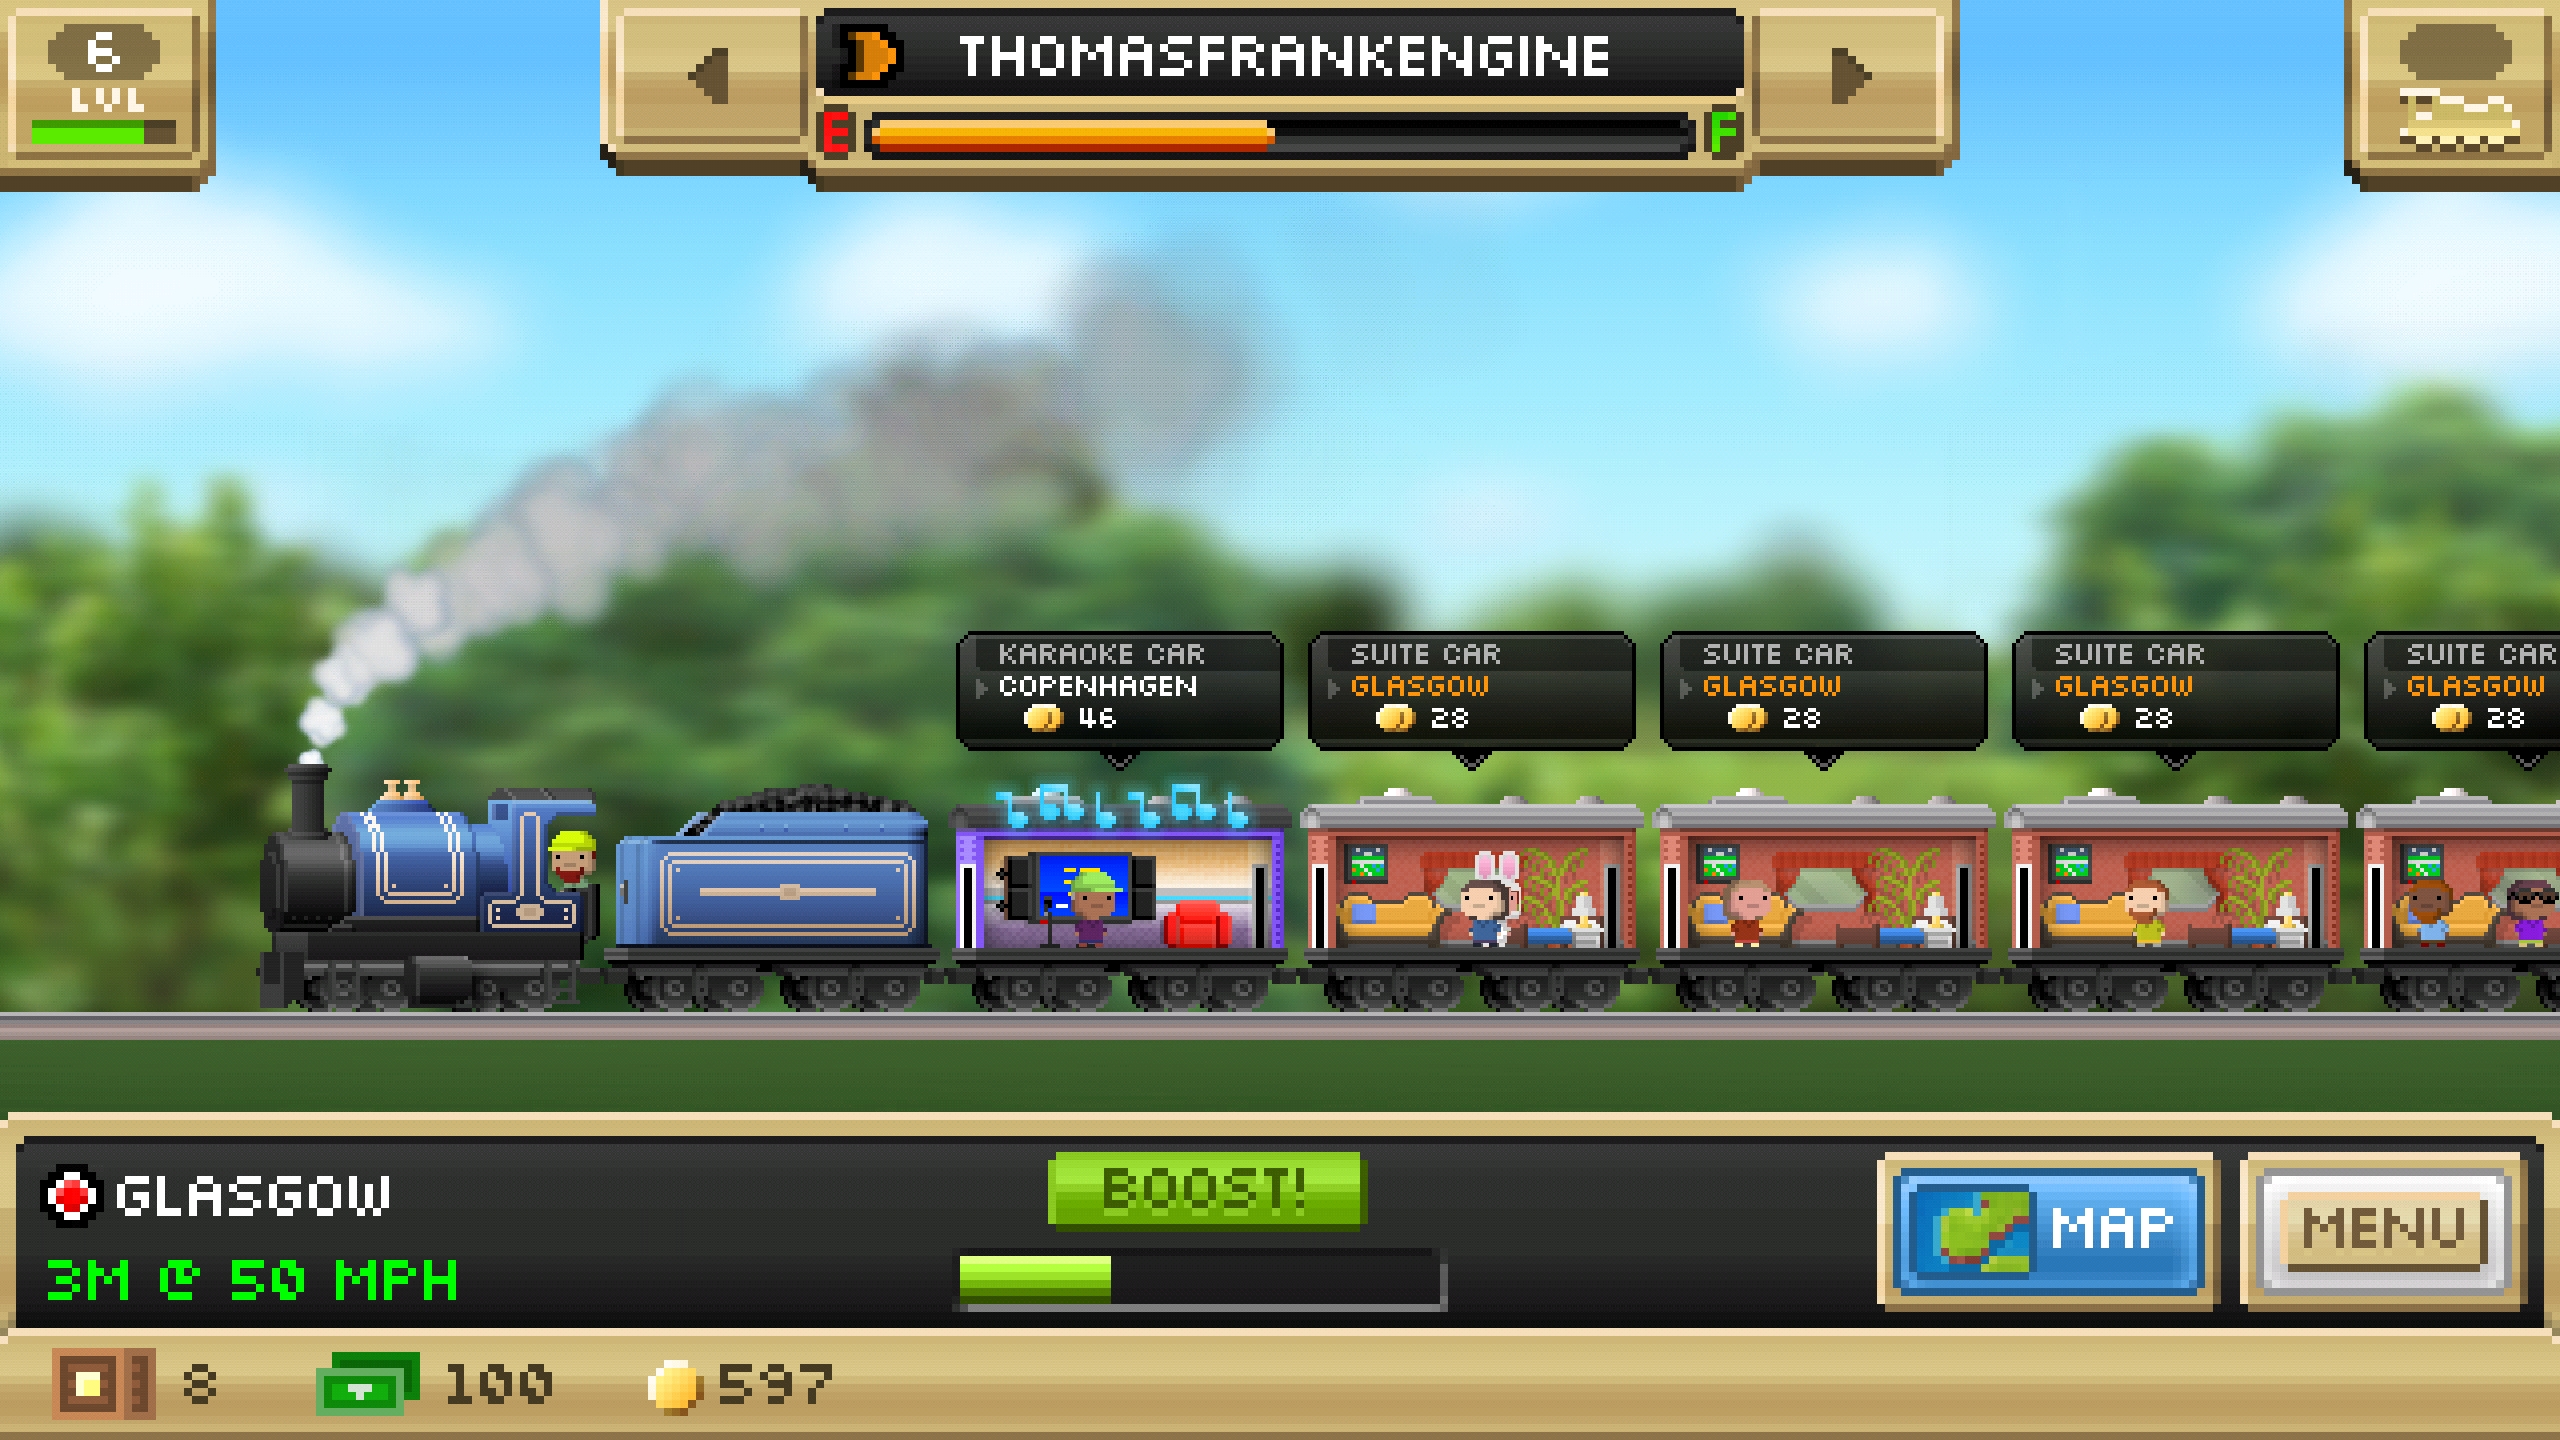 6
LVL
THOMASFRANKENGINE
E F
KARAOKE CAR
COPENHAGEN
46
SUITE CAR
GLASGOW
28
SUITE CAR
GLASGOW
28
SUITE CAR
GLASGOW
28
SUITE CAR
GLASGOW
28
GLASGOW
3M @ 50 MPH
BOOST!
MAP
MENU
8 100 597